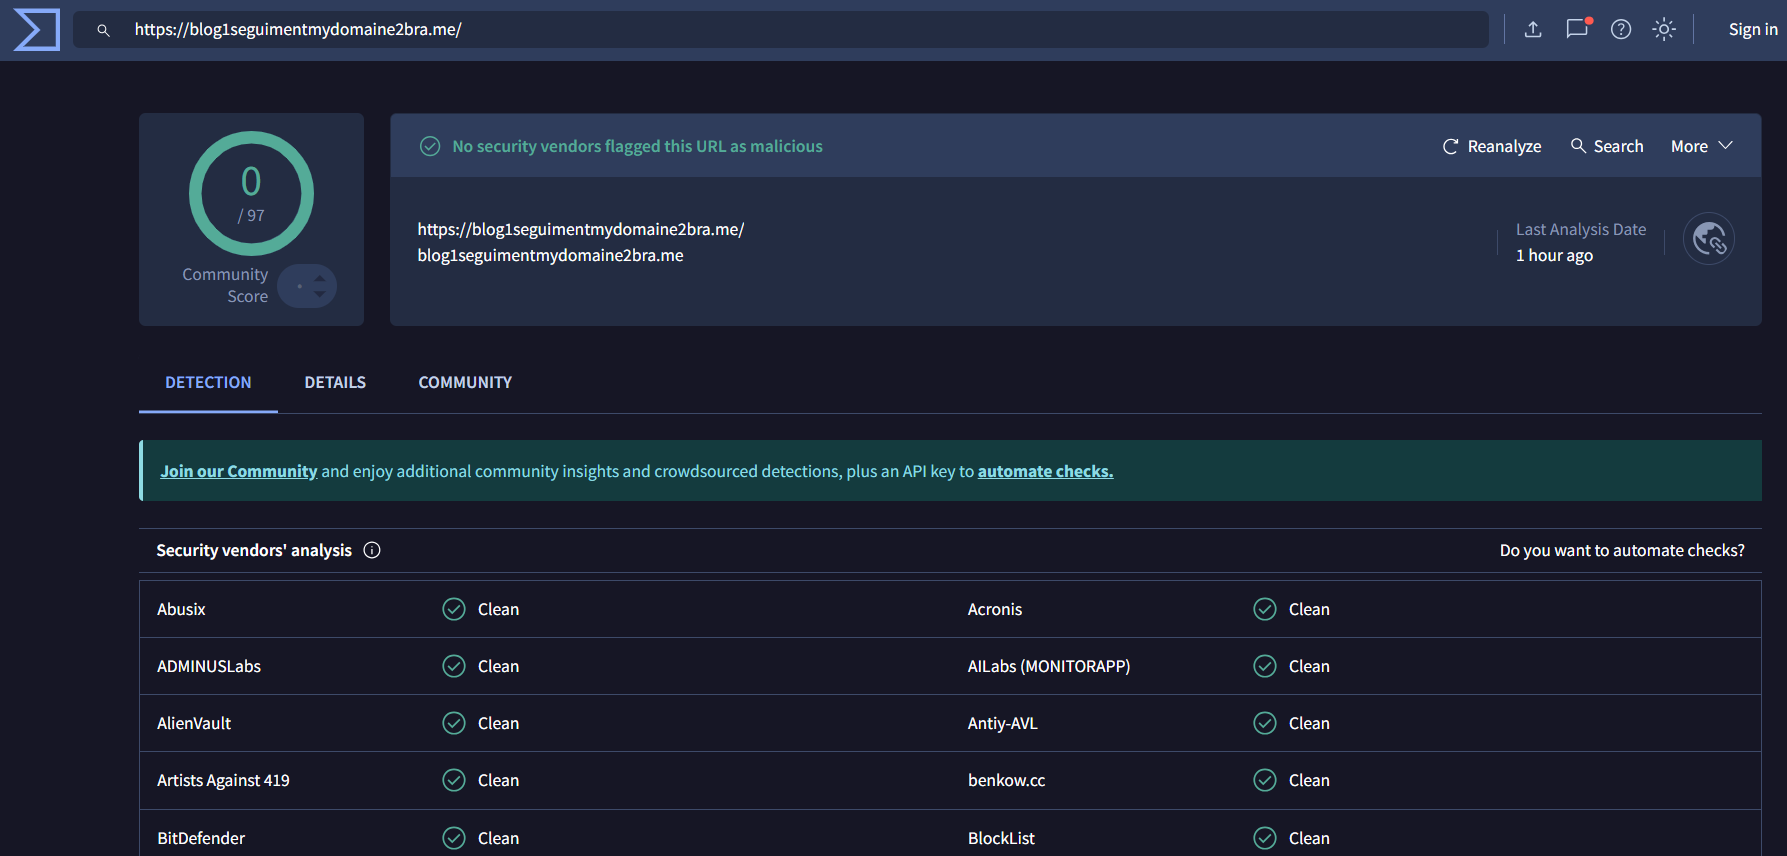 https://blog1seguimentmydomaine2bra.me/
Sign in
0
/ 97
Community
Score
No security vendors flagged this URL as malicious
Reanalyze
Search
More
https://blog1seguimentmydomaine2bra.me/
blog1seguimentmydomaine2bra.me
Last Analysis Date
1 hour ago
DETECTION
DETAILS
COMMUNITY
Join our Community and enjoy additional community insights and crowdsourced detections, plus an API key to automate checks.
Security vendors' analysis
Do you want to automate checks?
Abusix
Clean
Acronis
Clean
ADMINUSLabs
Clean
AILabs (MONITORAPP)
Clean
AlienVault
Clean
Antiy-AVL
Clean
Artists Against 419
Clean
benkow.cc
Clean
BitDefender
Clean
BlockList
Clean